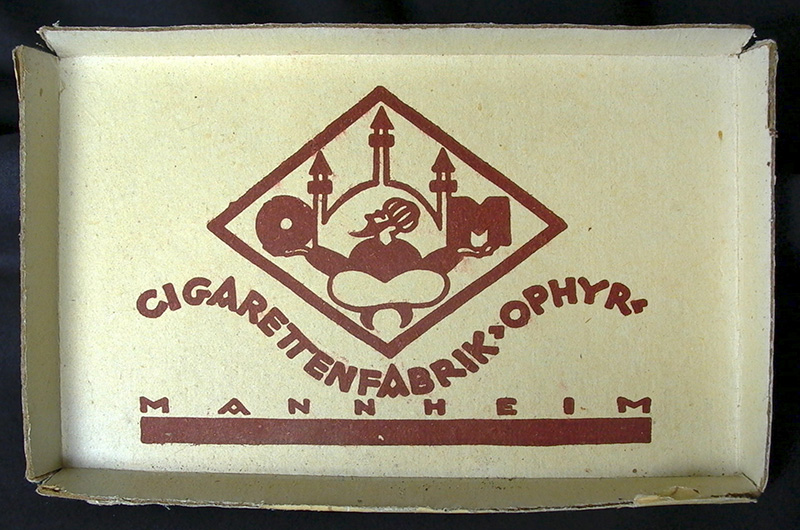 O M
CIGARETTENFABRIK "OPHYR"
MANNHEIM